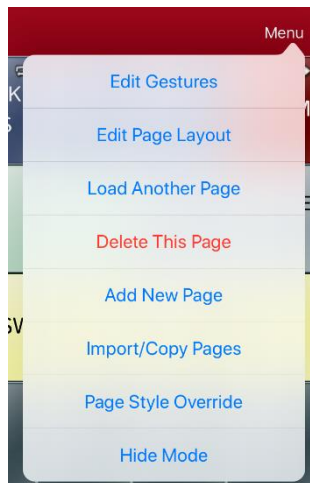 Menu
Edit Gestures
Edit Page Layout
Load Another Page
Delete This Page
Add New Page
Import/Copy Pages
Page Style Override
Hide Mode